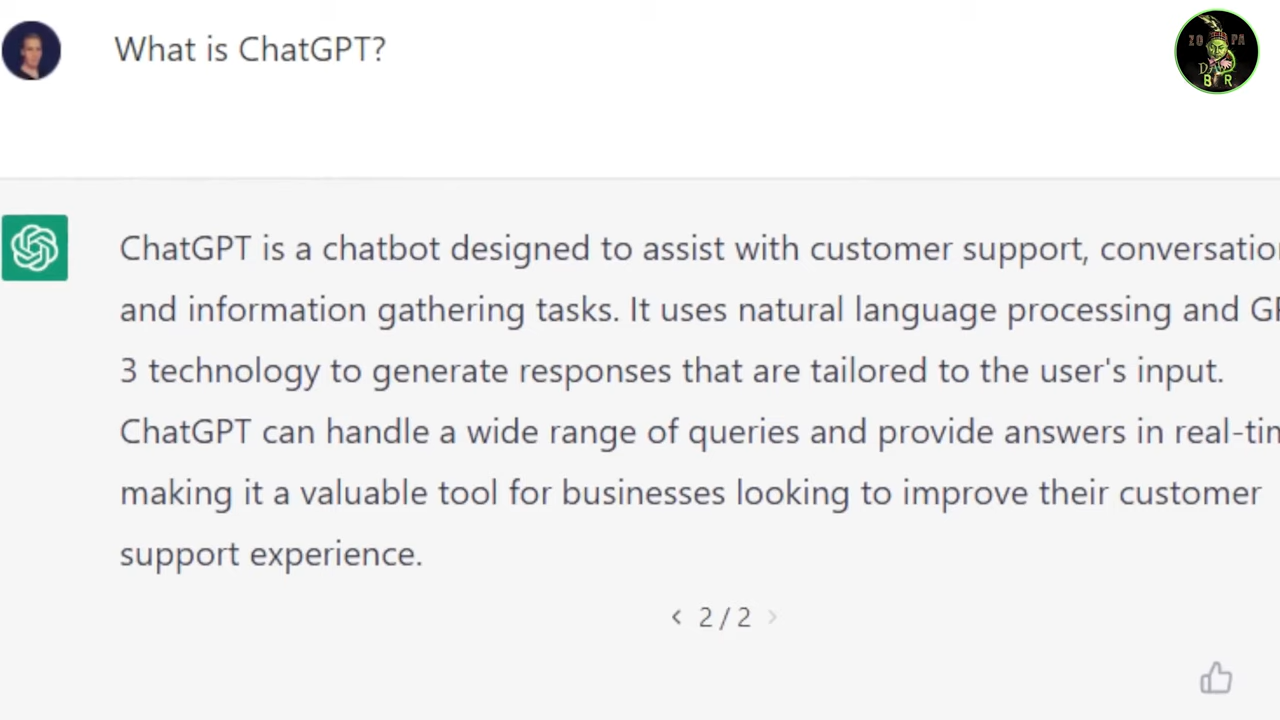 What is ChatGPT?
ZO PA
B R
ChatGPT is a chatbot designed to assist with customer support, conversation
and information gathering tasks. It uses natural language processing and
3 technology to generate responses that are tailored to the user's input.
ChatGPT can handle a wide range of queries and provide answers in
making it a valuable tool for businesses looking to improve their customer
support experience.
2 / 2